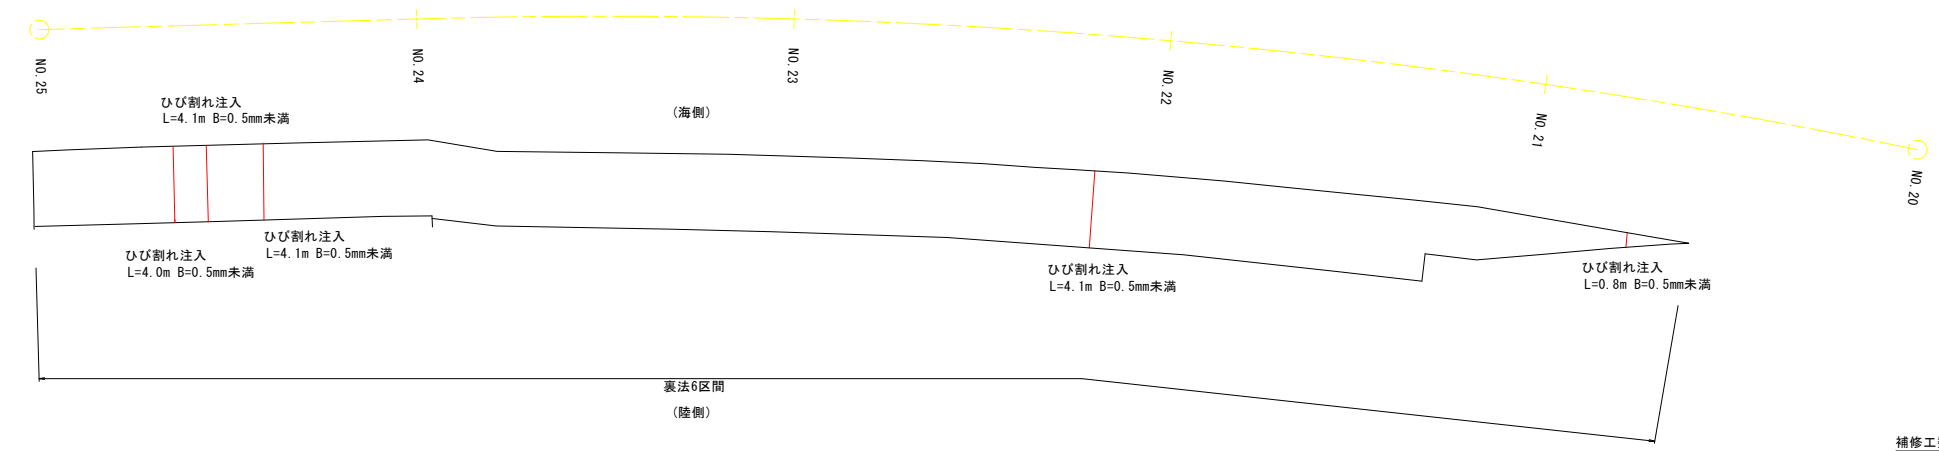 NO.25
NO.24
NO.23
NO.22
NO.21
NO.20
ひび割れ注入
L=4.1m B=0.5mm未満
(海側)
ひび割れ注入
L=4.0m B=0.5mm未満
ひび割れ注入
L=4.1m B=0.5mm未満
ひび割れ注入
L=4.1m B=0.5mm未満
ひび割れ注入
L=0.8m B=0.5mm未満
裏法6区間
(陸側)
補修工